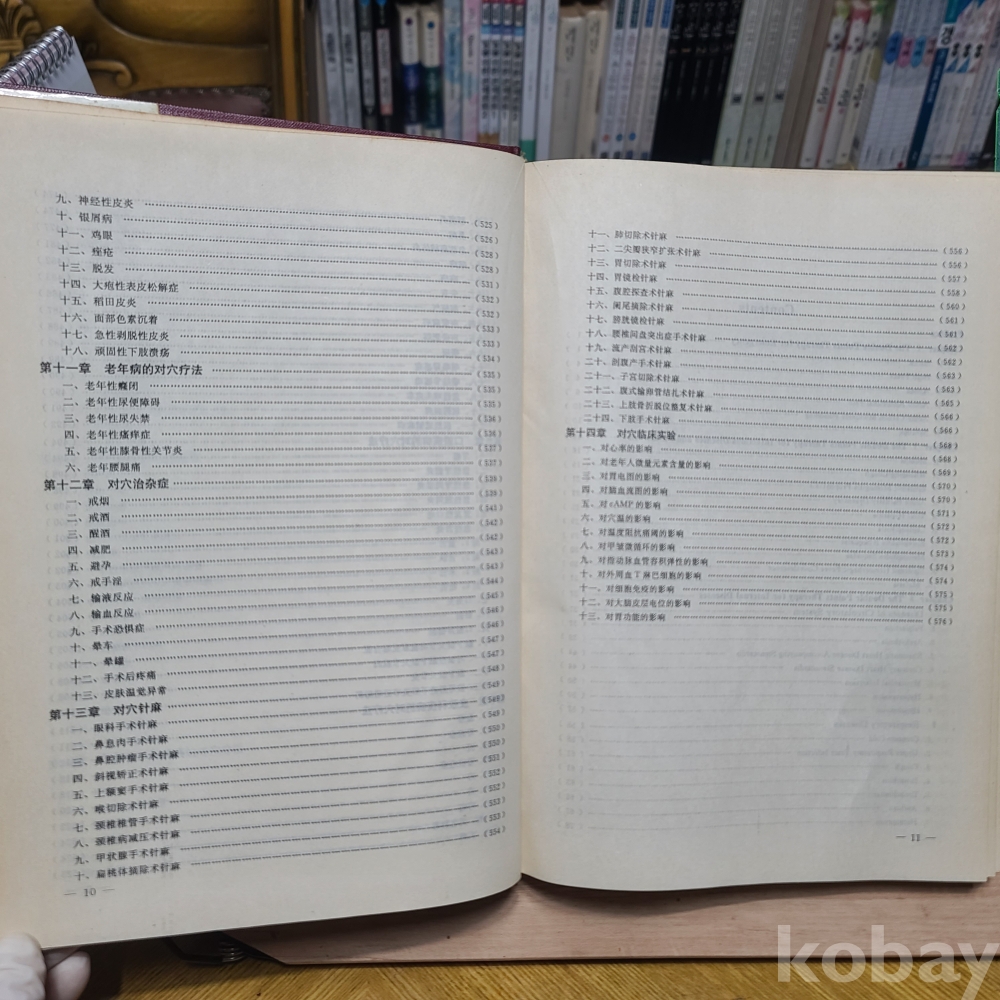 九、神经性皮炎 (525)
十、银屑病 (526)
十一、鸡眼 (528)
十二、痤疮 (528)
十三、脱发 (531)
十四、大疱性表皮松解症 (532)
十五、稻田皮炎 (532)
十六、面部色素沉着 (533)
十七、急性剥脱性皮炎 (534)
十八、顽固性下肢溃疡
第十一章 老年病的对穴疗法 (535)
一、老年性癃闭 (535)
二、老年性尿便障碍 (536)
三、老年性尿失禁 (536)
四、老年性瘙痒症 (537)
五、老年性膝骨性关节炎 (537)
六、老年腰腿痛 (539)
第十二章 对穴治杂症 (539)
一、戒烟 (541)
二、戒酒 (542)
三、醒酒 (542)
四、减肥 (543)
五、避孕 (544)
六、戒手淫 (545)
七、输液反应 (546)
八、输血反应
九、手术恐惧症
十、晕车 (547)
十一、晕罐 (547)
十二、手术后疼痛 (548)
十三、皮肤温觉异常 (549)
第十三章 对穴针麻 (549)
一、眼科手术针麻 (549)
二、鼻息肉手术针麻 (550)
三、鼻腔肿瘤手术针麻 (550)
四、斜视矫正术针麻 (551)
五、上额窦手术针麻 (552)
六、喉切除术针麻 (552)
七、颈椎椎管手术针麻 (553)
八、颈椎病减压术针麻 (553)
九、甲状腺手术针麻 (554)
十、扁桃体摘除术针麻
— 10 —
十一、肺切除术针麻 (556)
十二、二尖瓣狭窄扩张术针麻 (556)
十三、胃切除术针麻 (557)
十四、胃镜检针麻 (558)
十五、腹腔探查术针麻 (560)
十六、阑尾摘除术针麻 (561)
十七、膀胱镜检针麻 (561)
十八、腰椎间盘突出症手术针麻 (562)
十九、流产刮宫术针麻 (562)
二十、剖腹产手术针麻 (563)
二十一、子宫切除术针麻 (563)
二十二、腹式输卵管结扎术针麻 (565)
二十三、上肢骨折脱位整复术针麻 (566)
二十四、下肢手术针麻 (566)
第十四章 对穴临床实验 (568)
一、对心率的影响 (568)
二、对老年人微量元素含量的影响 (569)
三、对胃电图的影响 (570)
四、对脑血流图的影响 (570)
五、对cAMP的影响 (571)
六、对穴温的影响 (572)
七、对温度阻抗痛阈的影响 (572)
八、对甲皱微循环的影响 (573)
九、对指动脉血管容积弹性的影响 (574)
十、对外周血T淋巴细胞的影响 (574)
十一、对细胞免疫的影响 (575)
十二、对大脑皮层电位的影响 (575)
十三、对胃功能的影响 (576)
— 11 —
kobay